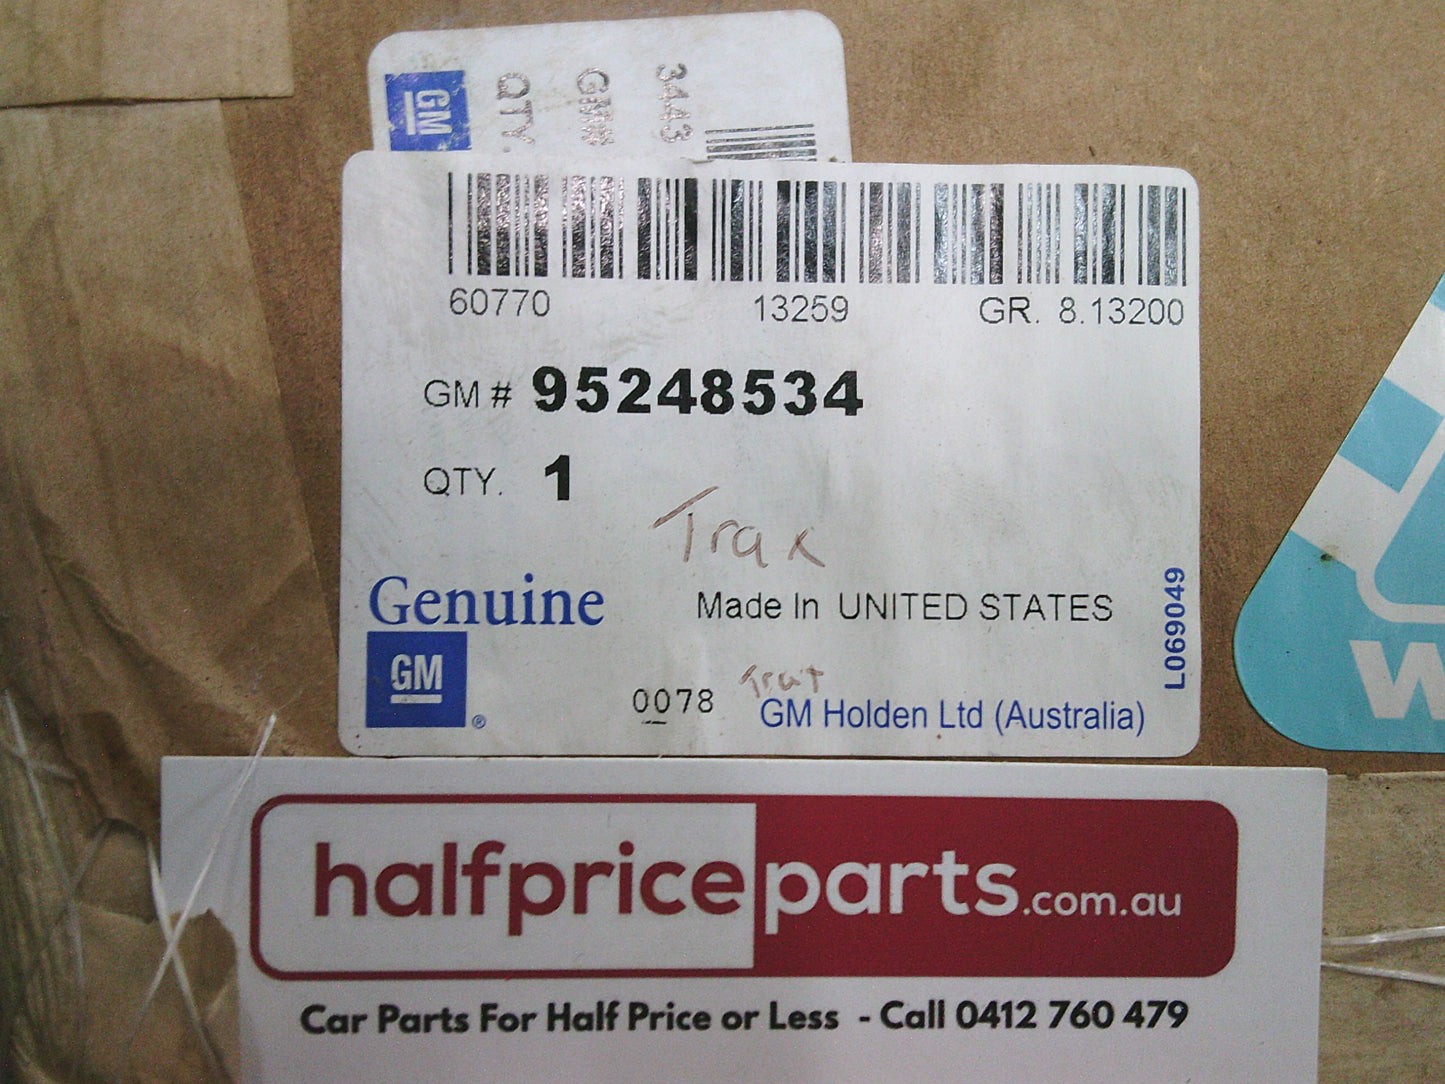 GM
QTY.
GM#
3443
60770 13259 GR. 8.13200
GM # 95248534
QTY. 1
Trax
Genuine
Made In UNITED STATES
GM ®
0078
GM Holden Ltd (Australia)
L069049
W
halfpriceparts.com.au
Car Parts For Half Price or Less - Call 0412 760 479